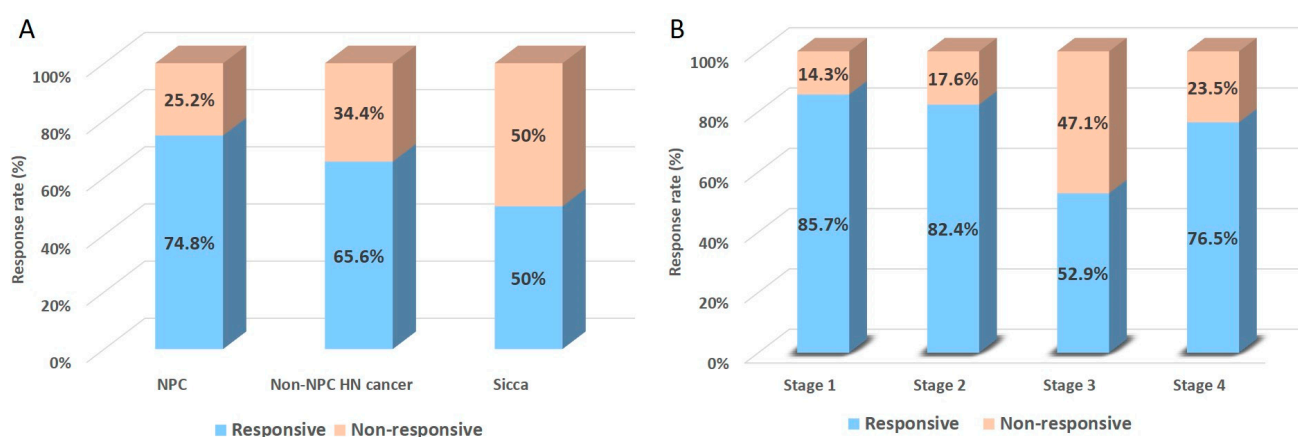 A
Response rate (%)
100%
80%
60%
40%
20%
0%
25.2%
34.4%
50%
74.8%
65.6%
50%
NPC
Non-NPC HN cancer
Sicca
Responsive
Non-responsive
B
Response rate (%)
100%
80%
60%
40%
20%
0%
14.3%
17.6%
47.1%
23.5%
85.7%
82.4%
52.9%
76.5%
Stage 1
Stage 2
Stage 3
Stage 4
Responsive
Non-responsive